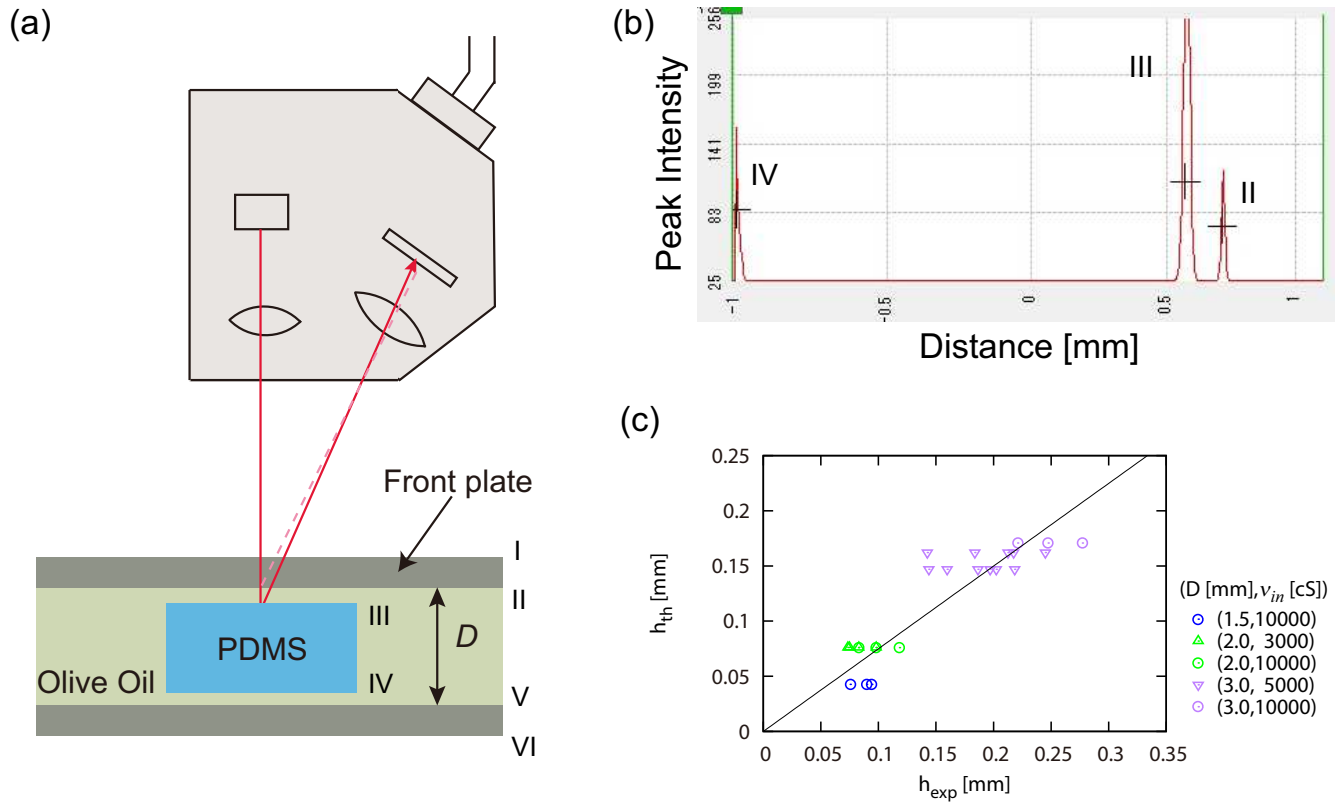 (a)
Front plate
I
II
III
PDMS
D
Olive Oil
IV
V
VI
(b)
Peak Intensity
256
199
141
83
25
III
IV
II
-1
-0.5
0
0.5
1
Distance [mm]
(c)
h_th [mm]
0.25
0.2
0.15
0.1
0.05
0
0 0.05 0.1 0.15 0.2 0.25 0.3 0.35
h_exp [mm]
(D [mm], ν_in [cS])
(1.5,10000)
(2.0, 3000)
(2.0,10000)
(3.0, 5000)
(3.0,10000)